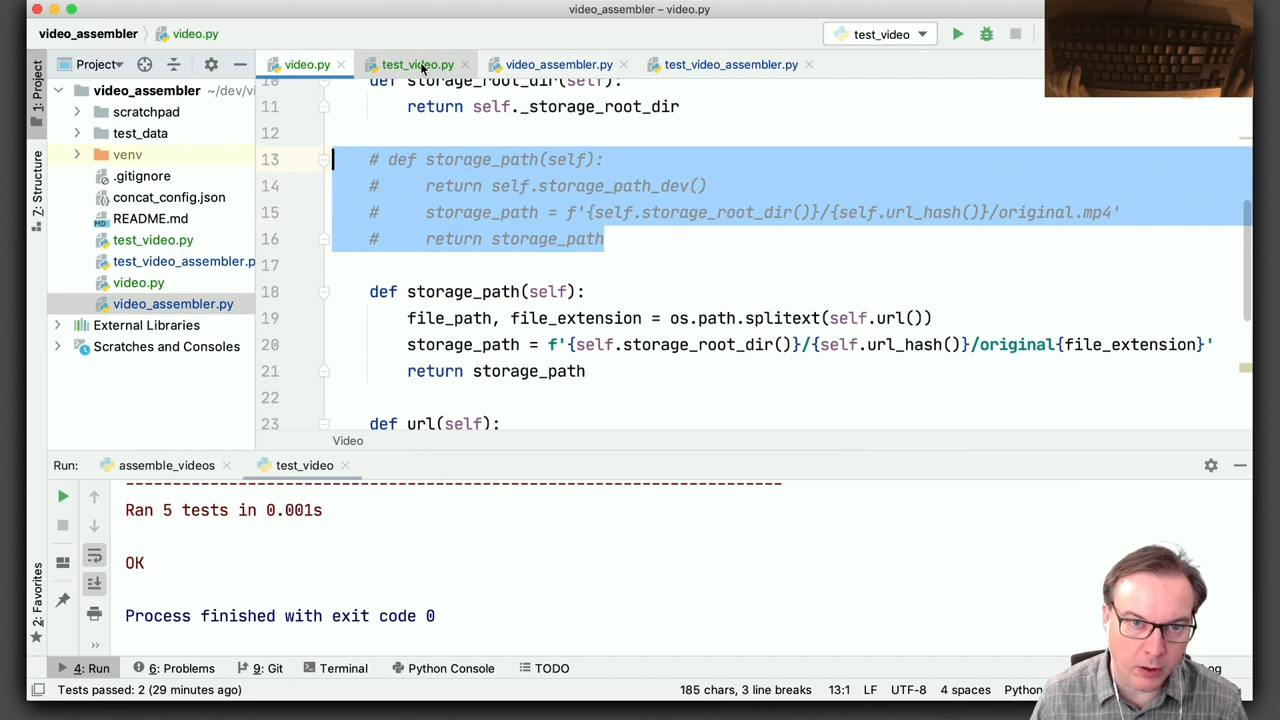 video_assembler – video.py
video_assembler
video.py
test_video
1: Project
Project
video.py
test_video.py
video_assembler.py
test_video_assembler.py
video_assembler ~/dev/vi
scratchpad
test_data
venv
.gitignore
concat_config.json
README.md
test_video.py
test_video_assembler.p
video.py
video_assembler.py
External Libraries
Scratches and Consoles
Z: Structure
2: Favorites
10 def storage_root_dir(self):
11 return self._storage_root_dir
12
13 # def storage_path(self):
14 # return self.storage_path_dev()
15 # storage_path = f'{self.storage_root_dir()}/{self.url_hash()}/original.mp4'
16 # return storage_path
17
18 def storage_path(self):
19 file_path, file_extension = os.path.splitext(self.url())
20 storage_path = f'{self.storage_root_dir()}/{self.url_hash()}/original{file_extension}'
21 return storage_path
22
23 def url(self):
Video
Run: assemble_videos test_video
----------------------------------------------------------------------
Ran 5 tests in 0.001s
OK
Process finished with exit code 0
4: Run 6: Problems 9: Git Terminal Python Console TODO
Tests passed: 2 (29 minutes ago) 185 chars, 3 line breaks 13:1 LF UTF-8 4 spaces Python